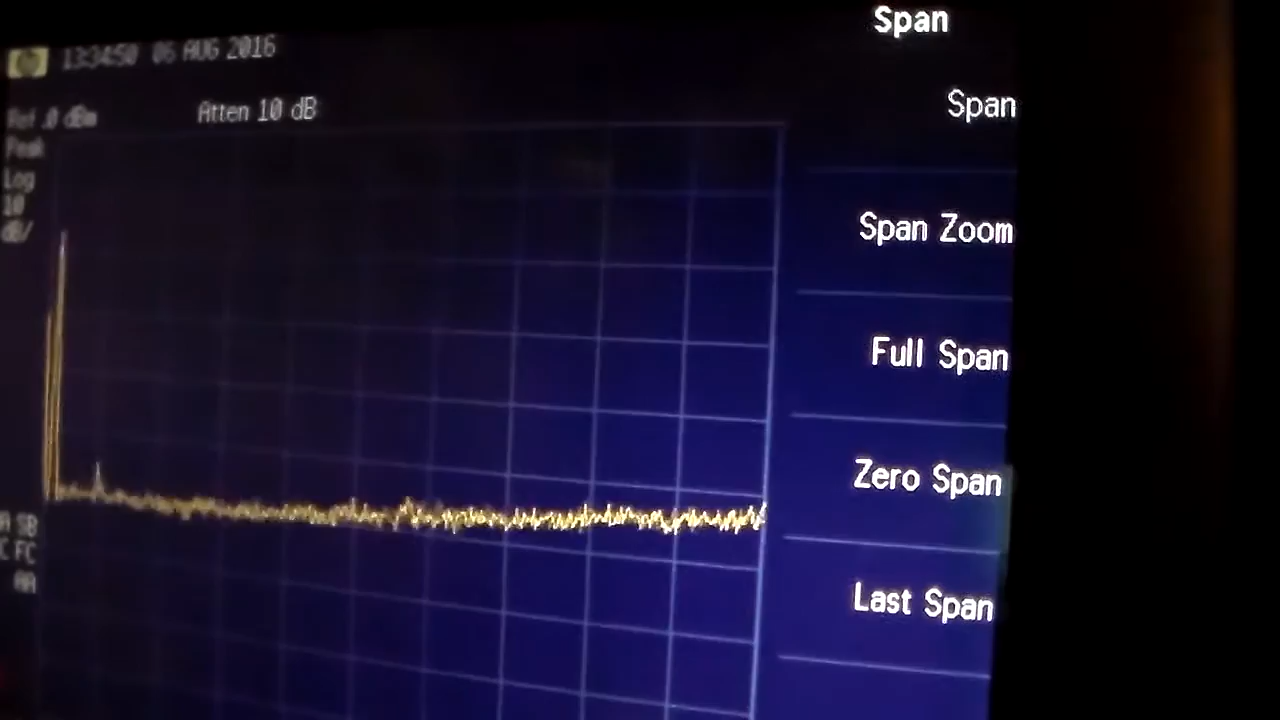 Span
13:34:50 06 AUG 2016
Span
Ref .0 dBm
Atten 10 dB
Peak
Log
10
dB/
Span Zoom
Full Span
Zero Span
A SB
C FC
AA
Last Span